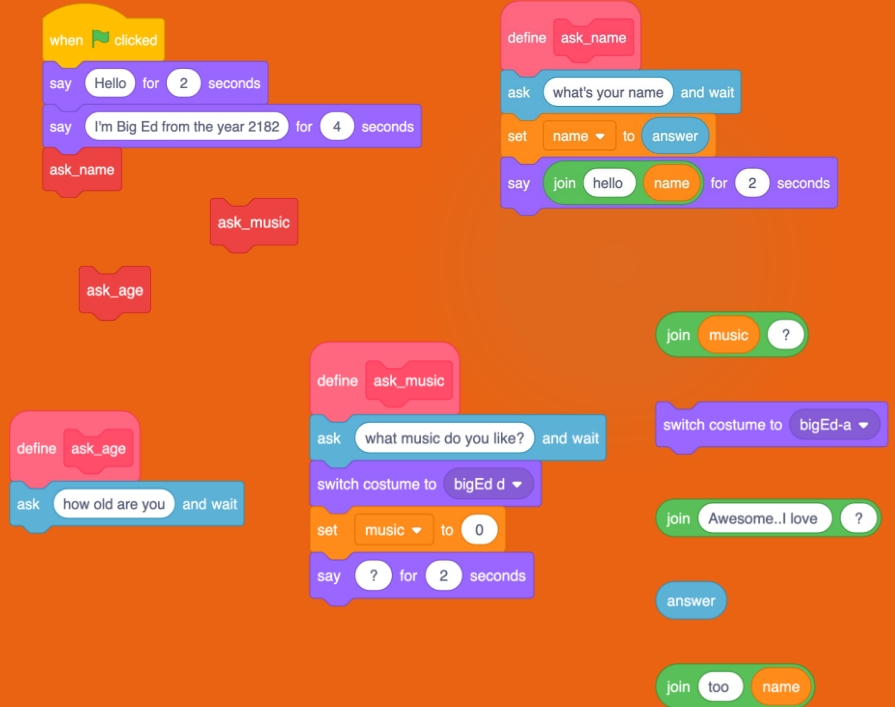 when clicked
say Hello for 2 seconds
say I'm Big Ed from the year 2182 for 4 seconds
ask_name
ask_music
ask_age
define ask_name
ask what's your name and wait
set name to answer
say join hello name for 2 seconds
define ask_age
ask how old are you and wait
define ask_music
ask what music do you like? and wait
switch costume to bigEd d
set music to 0
say ? for 2 seconds
join music ?
switch costume to bigEd-a
join Awesome..I love ?
answer
join too name